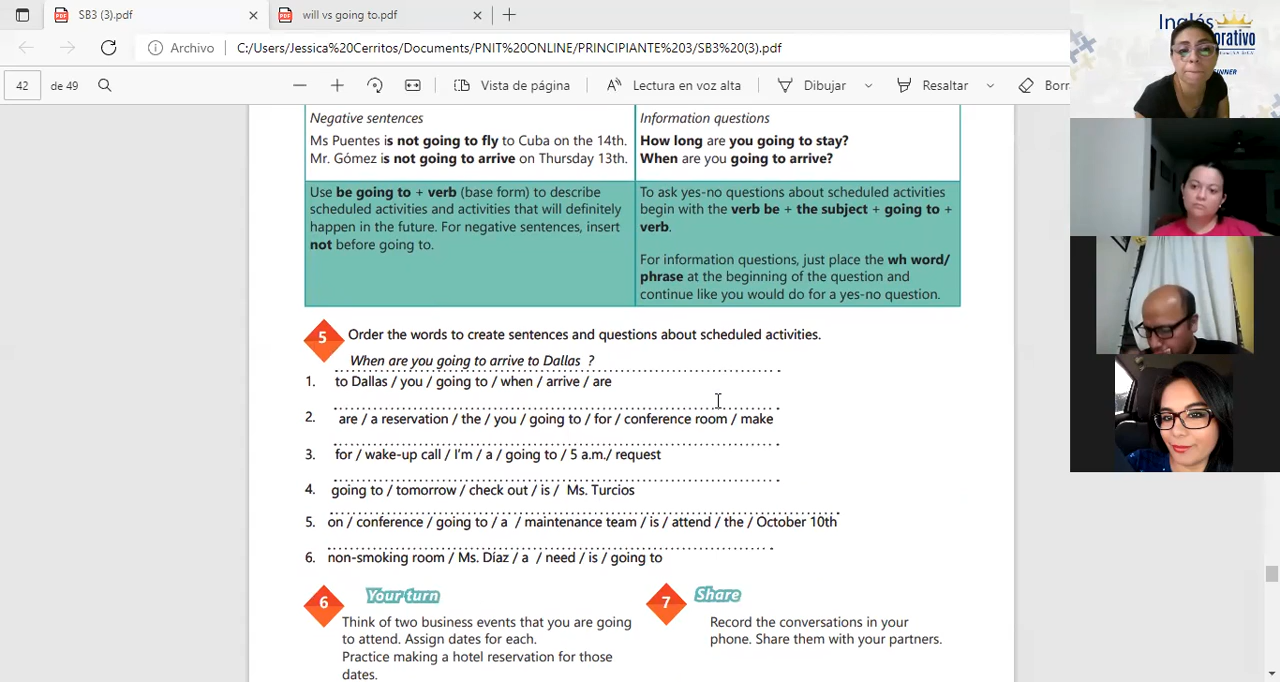 SB3 (3).pdf
will vs going to.pdf
Archivo
C:/Users/Jessica%20Cerritos/Documents/PNIT%20ONLINE/PRINCIPIANTE%203/SB3%20(3).pdf
42 de 49
Vista de página
Lectura en voz alta
Dibujar
Resaltar
Borr
Inglés
orativo
INNER
Negative sentences
Ms Puentes is not going to fly to Cuba on the 14th.
Mr. Gómez is not going to arrive on Thursday 13th.
Information questions
How long are you going to stay?
When are you going to arrive?
Use be going to + verb (base form) to describe
scheduled activities and activities that will definitely
happen in the future. For negative sentences, insert
not before going to.
To ask yes-no questions about scheduled activities
begin with the verb be + the subject + going to +
verb.
For information questions, just place the wh word/
phrase at the beginning of the question and
continue like you would do for a yes-no question.
5 Order the words to create sentences and questions about scheduled activities.
When are you going to arrive to Dallas ?
1. to Dallas / you / going to / when / arrive / are
2. are / a reservation / the / you / going to / for / conference room / make
3. for / wake-up call / I'm / a / going to / 5 a.m./ request
4. going to / tomorrow / check out / is / Ms. Turcios
5. on / conference / going to / a / maintenance team / is / attend / the / October 10th
6. non-smoking room / Ms. Díaz / a / need / is / going to
6 Your turn
Think of two business events that you are going
to attend. Assign dates for each.
Practice making a hotel reservation for those
dates.
7 Share
Record the conversations in your
phone. Share them with your partners.